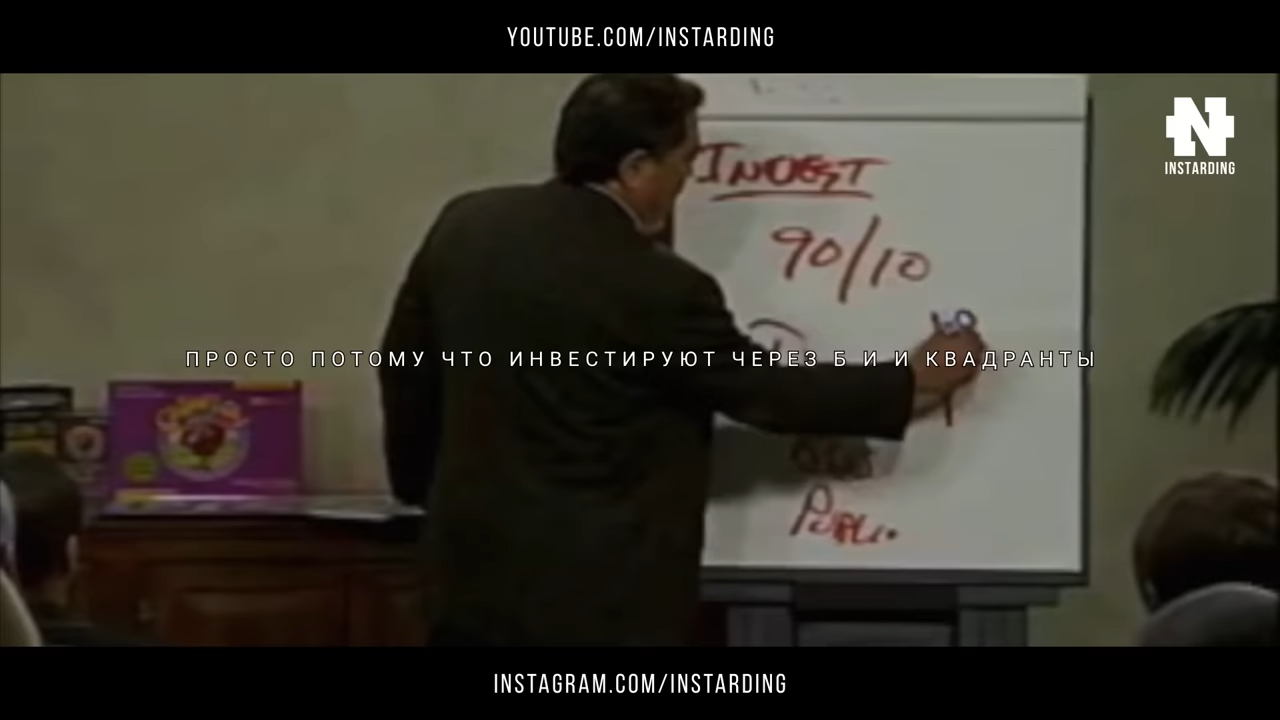 YOUTUBE.COM/INSTARDING
INSTARDING
INVEST
90/10
ПРОСТО ПОТОМУ ЧТО ИНВЕСТИРУЮТ ЧЕРЕЗ Б И И КВАДРАНТЫ
INSTAGRAM.COM/INSTARDING